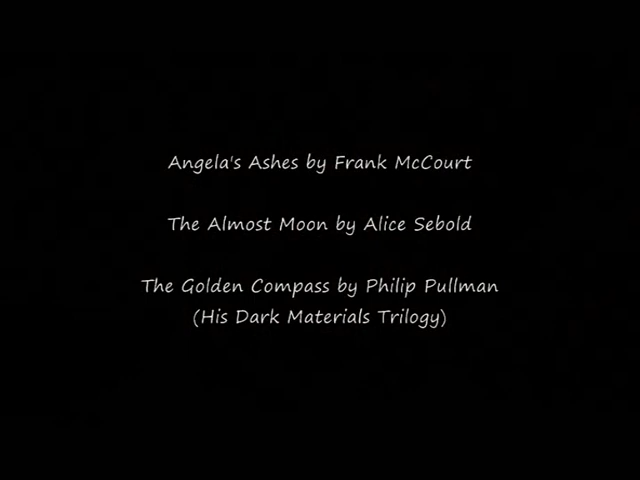 Angela's Ashes by Frank McCourt
The Almost Moon by Alice Sebold
The Golden Compass by Philip Pullman
(His Dark Materials Trilogy)